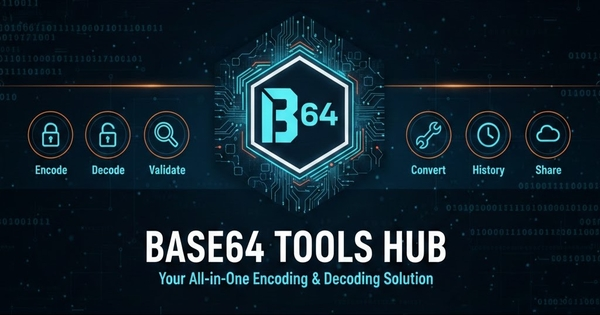 B64
Encode
Decode
Validate
Convert
History
Share
BASE64 TOOLS HUB
Your All-in-One Encoding & Decoding Solution